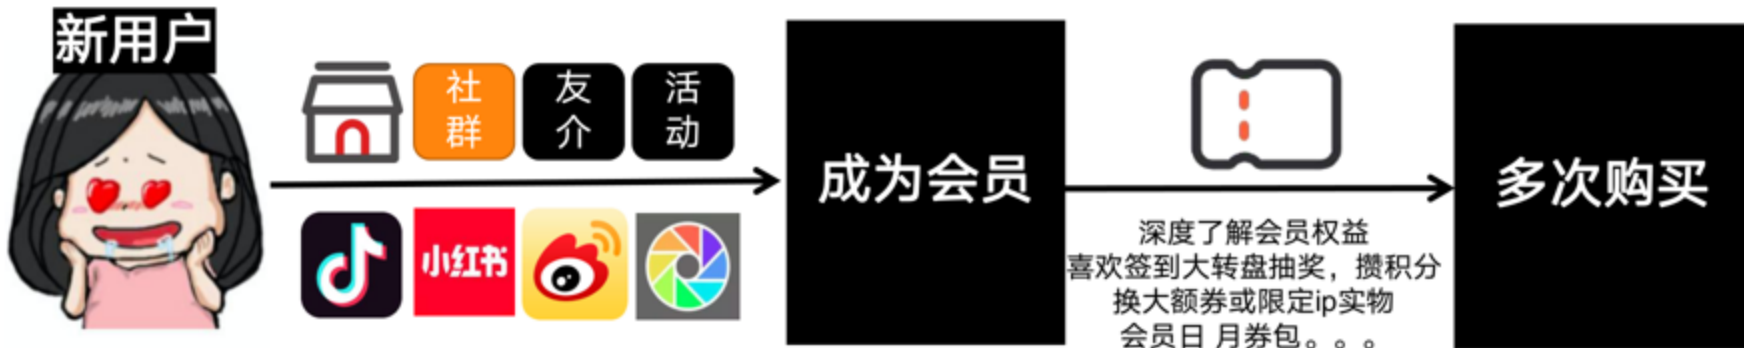 新用户
社群
友介
活动
小红书
成为会员
深度了解会员权益
喜欢签到大转盘抽奖，攒积分
换大额券或限定ip实物
会员日 月券包。。。
多次购买